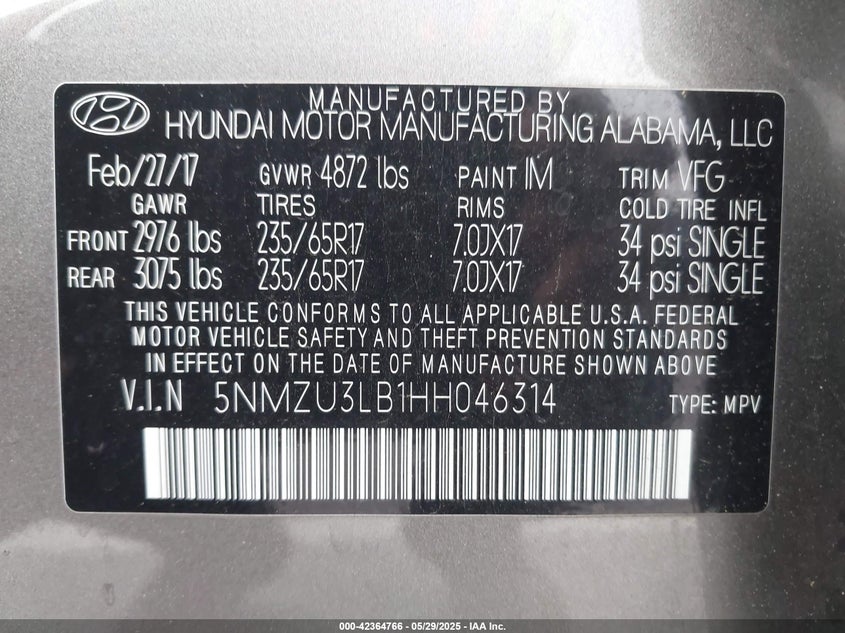 MANUFACTURED BY
HYUNDAI MOTOR MANUFACTURING ALABAMA, LLC
Feb/27/17 GVWR 4872 lbs PAINT IM TRIM VFG
GAWR TIRES RIMS COLD TIRE INFL
FRONT 2976 lbs 235/65R17 7.0JX17 34 psi SINGLE
REAR 3075 lbs 235/65R17 7.0JX17 34 psi SINGLE
THIS VEHICLE CONFORMS TO ALL APPLICABLE U.S.A. FEDERAL
MOTOR VEHICLE SAFETY AND THEFT PREVENTION STANDARDS
IN EFFECT ON THE DATE OF MANUFACTURE SHOWN ABOVE
V.I.N 5NMZU3LB1HH046314 TYPE: MPV
000-42364766 - 05/29/2025 - IAA Inc.